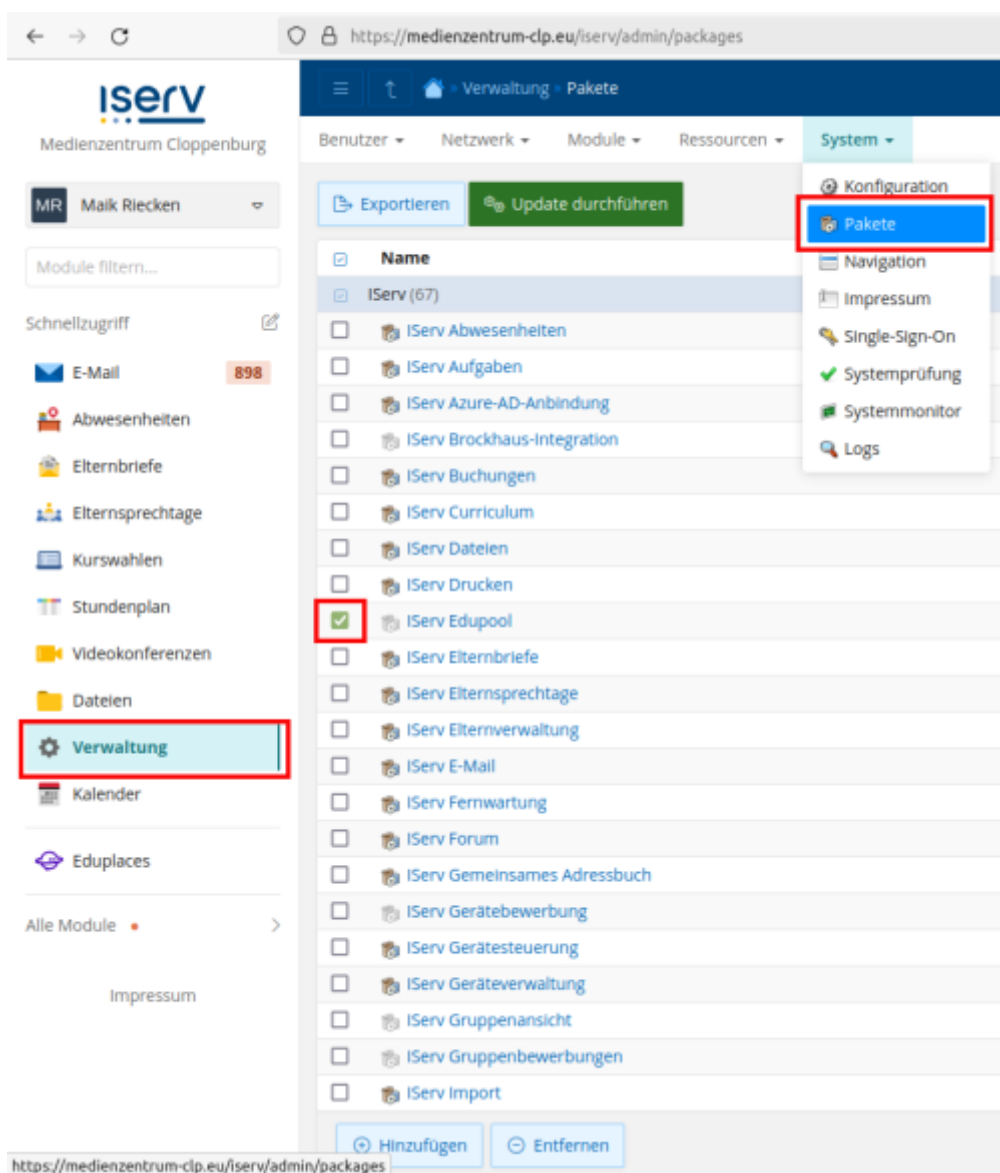 https://medienzentrum-clp.eu/iserv/admin/packages
IServ
Medienzentrum Cloppenburg
MR Maik Riecken
Module filtern...
Schnellzugriff
E-Mail 898
Abwesenheiten
Elternbriefe
Elternsprechtage
Kurswahlen
Stundenplan
Videokonferenzen
Dateien
Verwaltung
Kalender
Eduplaces
Alle Module
Impressum
Verwaltung Pakete
Benutzer Netzwerk Module Ressourcen System
Konfiguration
Pakete
Navigation
Impressum
Single-Sign-On
Systemprüfung
Systemmonitor
Logs
Exportieren Update durchführen
Name
IServ (67)
IServ Abwesenheiten
IServ Aufgaben
IServ Azure-AD-Anbindung
IServ Brockhaus-Integration
IServ Buchungen
IServ Curriculum
IServ Dateien
IServ Drucken
IServ Edupool
IServ Elternbriefe
IServ Elternsprechtage
IServ Elternverwaltung
IServ E-Mail
IServ Fernwartung
IServ Forum
IServ Gemeinsames Adressbuch
IServ Gerätebewerbung
IServ Gerätesteuerung
IServ Geräteverwaltung
IServ Gruppenansicht
IServ Gruppenbewerbungen
IServ Import
Hinzufügen Entfernen
https://medienzentrum-clp.eu/iserv/admin/packages